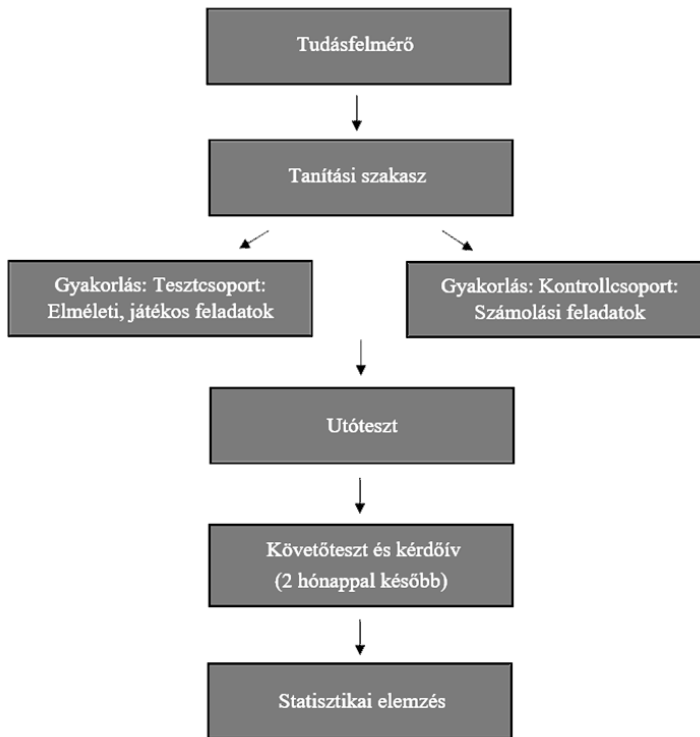 Tudásfelmérő
Tanítási szakasz
Gyakorlás: Tesztcsoport:
Elméleti, játékos feladatok
Gyakorlás: Kontrollcsoport:
Számolási feladatok
Utóteszt
Követőteszt és kérdőív
(2 hónappal később)
Statisztikai elemzés